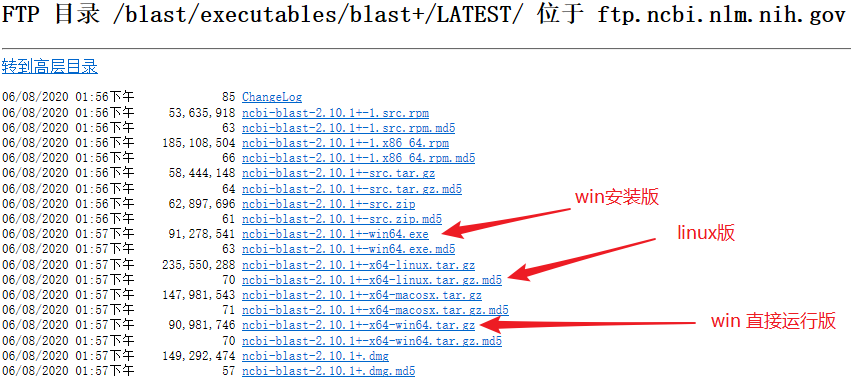 FTP 目录 /blast/executables/blast+/LATEST/ 位于 ftp.ncbi.nlm.nih.gov
转到高层目录
06/08/2020 01:56下午 85 ChangeLog
06/08/2020 01:56下午 53,635,918 ncbi-blast-2.10.1+-1.src.rpm
06/08/2020 01:56下午 63 ncbi-blast-2.10.1+-1.src.rpm.md5
06/08/2020 01:56下午 185,108,504 ncbi-blast-2.10.1+-1.x86_64.rpm
06/08/2020 01:56下午 66 ncbi-blast-2.10.1+-1.x86_64.rpm.md5
06/08/2020 01:56下午 58,444,148 ncbi-blast-2.10.1+-src.tar.gz
06/08/2020 01:56下午 64 ncbi-blast-2.10.1+-src.tar.gz.md5
06/08/2020 01:56下午 62,897,696 ncbi-blast-2.10.1+-src.zip
win安装版
06/08/2020 01:56下午 61 ncbi-blast-2.10.1+-src.zip.md5
06/08/2020 01:57下午 91,278,541 ncbi-blast-2.10.1+-win64.exe
linux版
06/08/2020 01:57下午 63 ncbi-blast-2.10.1+-win64.exe.md5
06/08/2020 01:57下午 235,550,288 ncbi-blast-2.10.1+-x64-linux.tar.gz
06/08/2020 01:57下午 70 ncbi-blast-2.10.1+-x64-linux.tar.gz.md5
06/08/2020 01:57下午 147,981,543 ncbi-blast-2.10.1+-x64-macosx.tar.gz
06/08/2020 01:57下午 71 ncbi-blast-2.10.1+-x64-macosx.tar.gz.md5
06/08/2020 01:57下午 90,981,746 ncbi-blast-2.10.1+-x64-win64.tar.gz
win 直接运行版
06/08/2020 01:57下午 70 ncbi-blast-2.10.1+-x64-win64.tar.gz.md5
06/08/2020 01:57下午 149,292,474 ncbi-blast-2.10.1+.dmg
06/08/2020 01:57下午 57 ncbi-blast-2.10.1+.dmg.md5